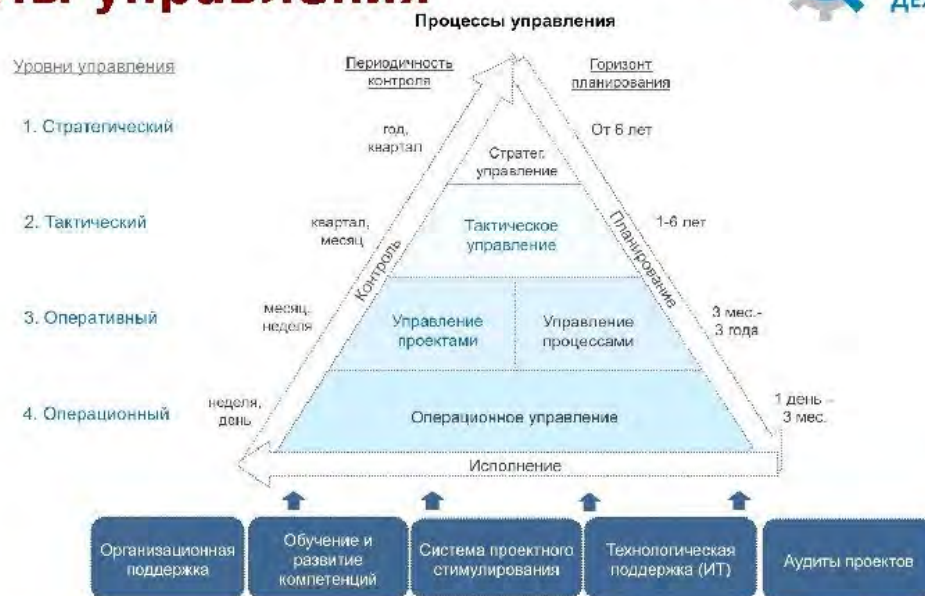 управления
Процессы управления
Уровни управления
Периодичность
контроля
Горизонт
планирования
1. Стратегический
год,
квартал
От 6 лет
Стратег.
управление
2. Тактический
квартал,
месяц
Тактическое
управление
1-6 лет
Контроль
Планирование
3. Оперативный
месяц,
неделя
Управление
проектами
Управление
процессами
3 мес.-
3 года
4. Операционный
неделя,
день
Операционное управление
1 день -
3 мес.
Исполнение
Организационная
поддержка
Обучение и
развитие
компетенций
Система проектного
стимулирования
Технологическая
поддержка (ИТ)
Аудиты проектов